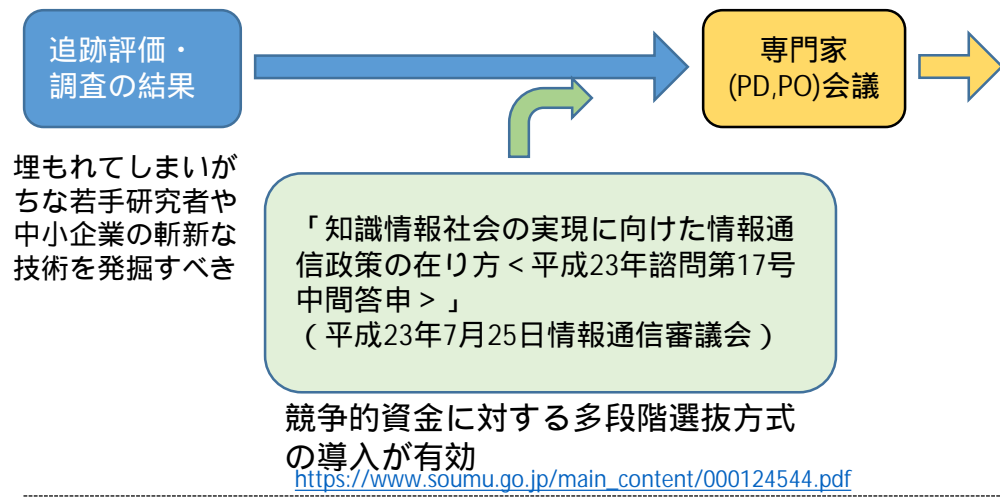 追跡評価・
調査の結果
専門家
(PD,PO)会議
埋もれてしまいが
ちな若手研究者や
中小企業の斬新な
技術を発掘すべき
「知識情報社会の実現に向けた情報通
信政策の在り方＜平成23年諮問第17号
中間答申＞」
（平成23年7月25日情報通信審議会）
競争的資金に対する多段階選抜方式
の導入が有効
https://www.soumu.go.jp/main_content/000124544.pdf